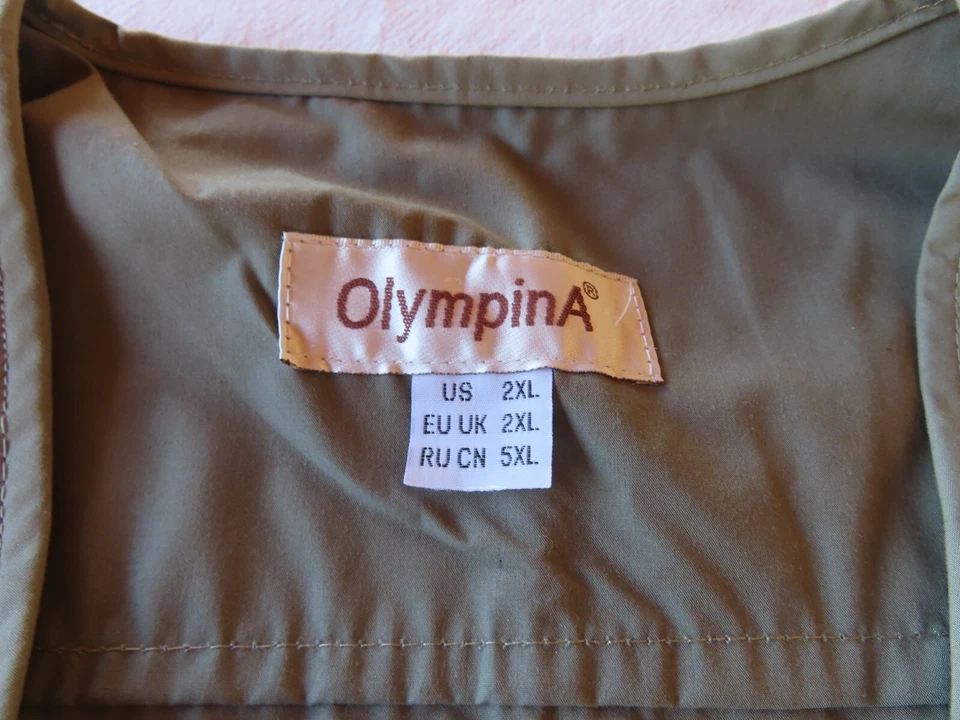 OlympinA®
US 2XL
EU UK 2XL
RU CN 5XL